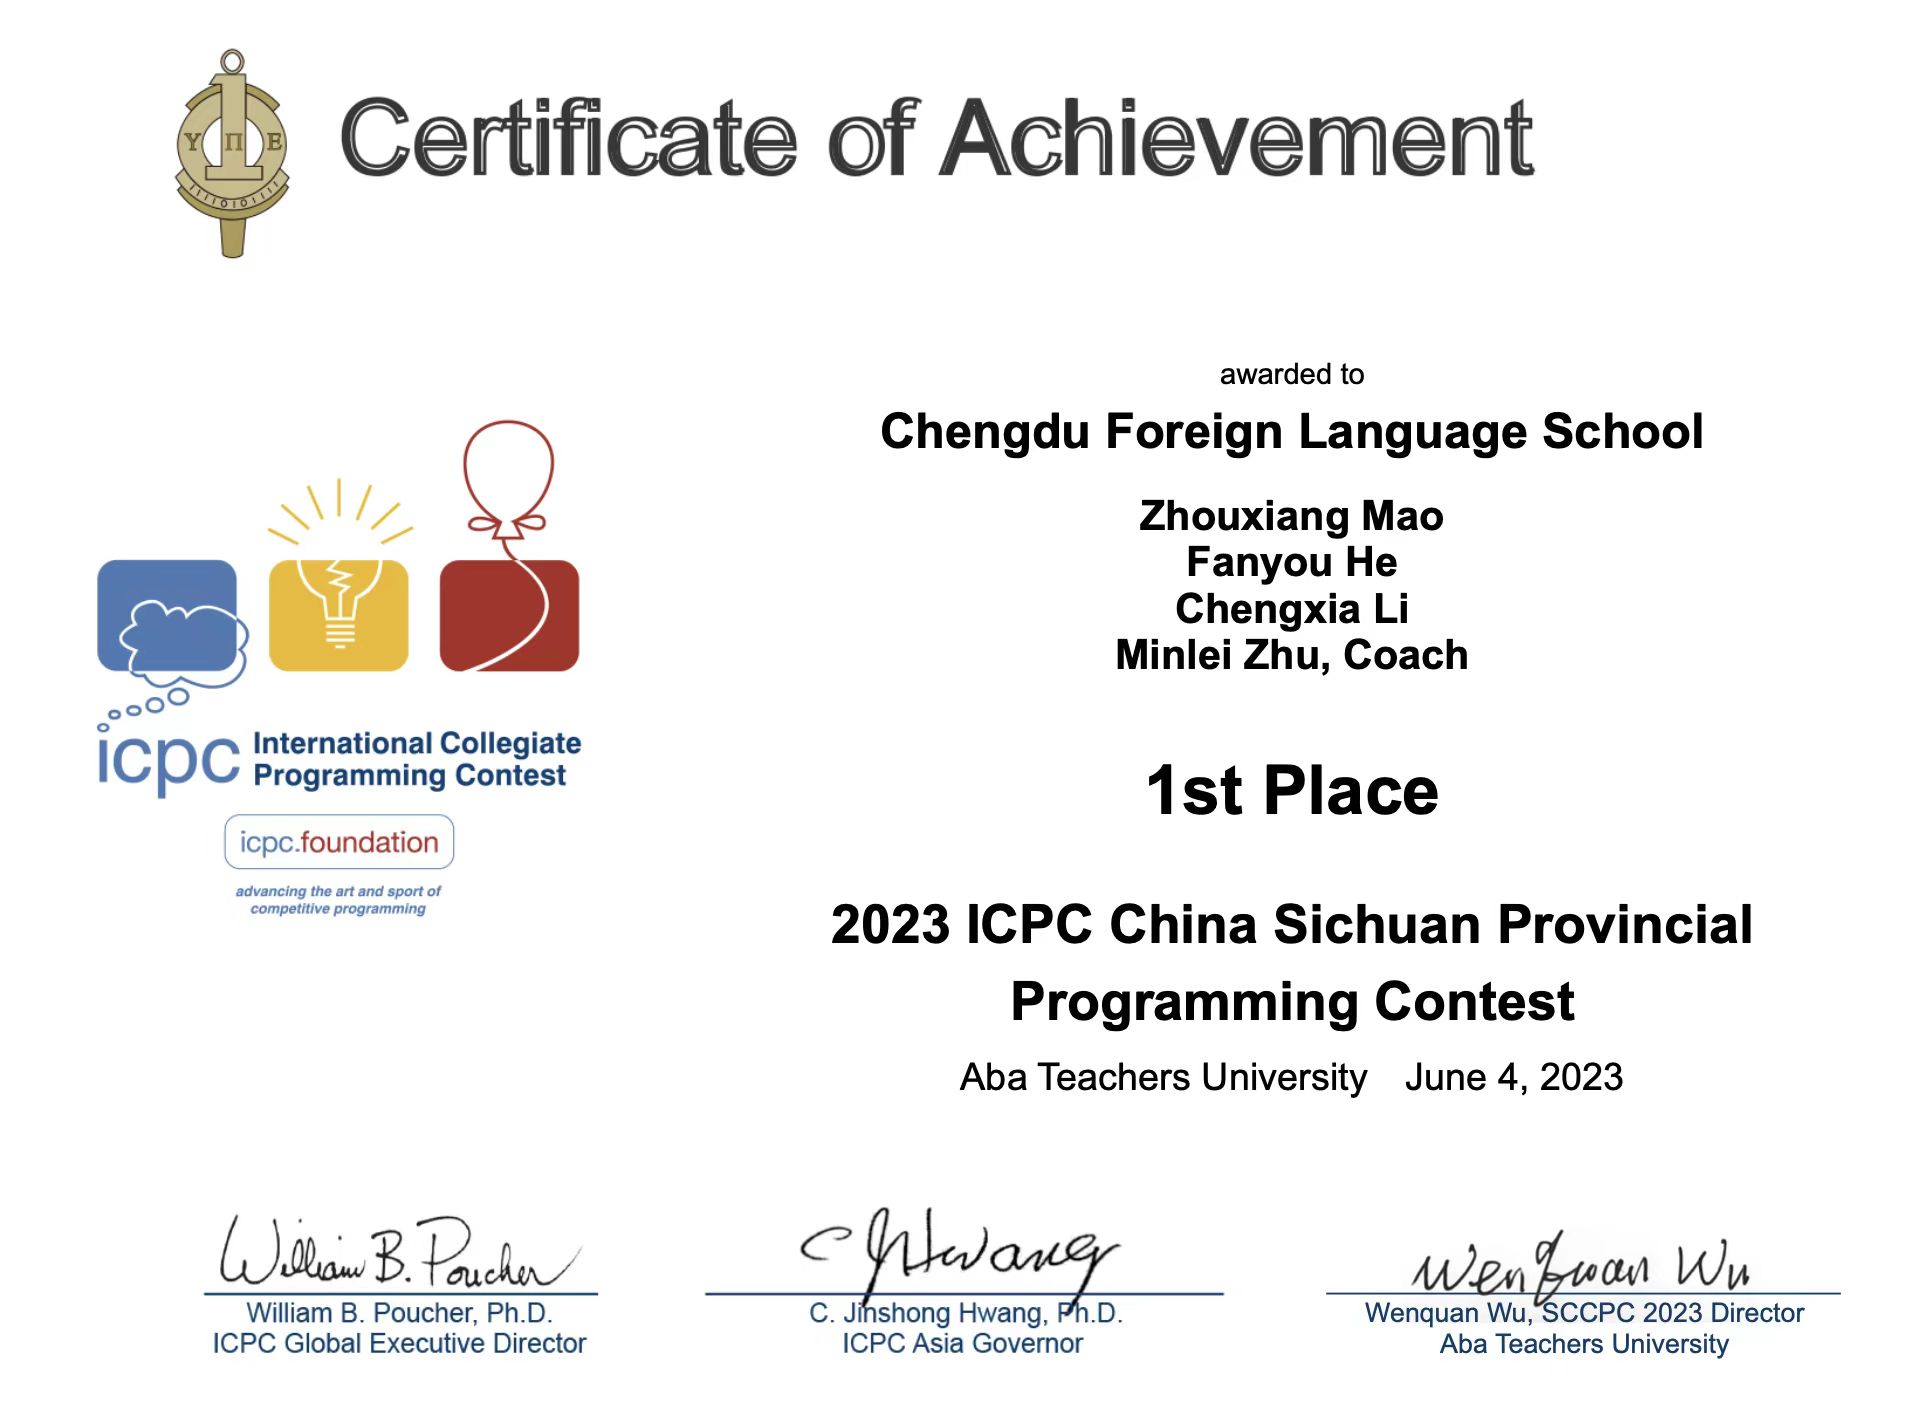 Certificate of Achievement
Υ Π Ε
awarded to
Chengdu Foreign Language School
Zhouxiang Mao
Fanyou He
Chengxia Li
Minlei Zhu, Coach
1st Place
2023 ICPC China Sichuan Provincial
Programming Contest
Aba Teachers University June 4, 2023
icpc International Collegiate
Programming Contest
icpc.foundation
advancing the art and sport of
competitive programming
William B. Poucher
William B. Poucher, Ph.D.
ICPC Global Executive Director
C J Hwang
C. Jinshong Hwang, Ph.D.
ICPC Asia Governor
Wenquan Wu
Wenquan Wu, SCCPC 2023 Director
Aba Teachers University